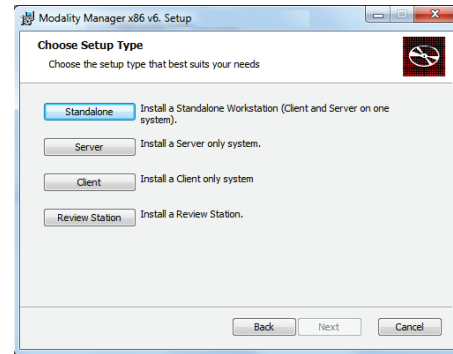 Modality Manager x86 v6. Setup
Choose Setup Type
Choose the setup type that best suits your needs
Standalone
Install a Standalone Workstation (Client and Server on one
system).
Server
Install a Server only system.
Client
Install a Client only system
Review Station
Install a Review Station.
Back
Next
Cancel